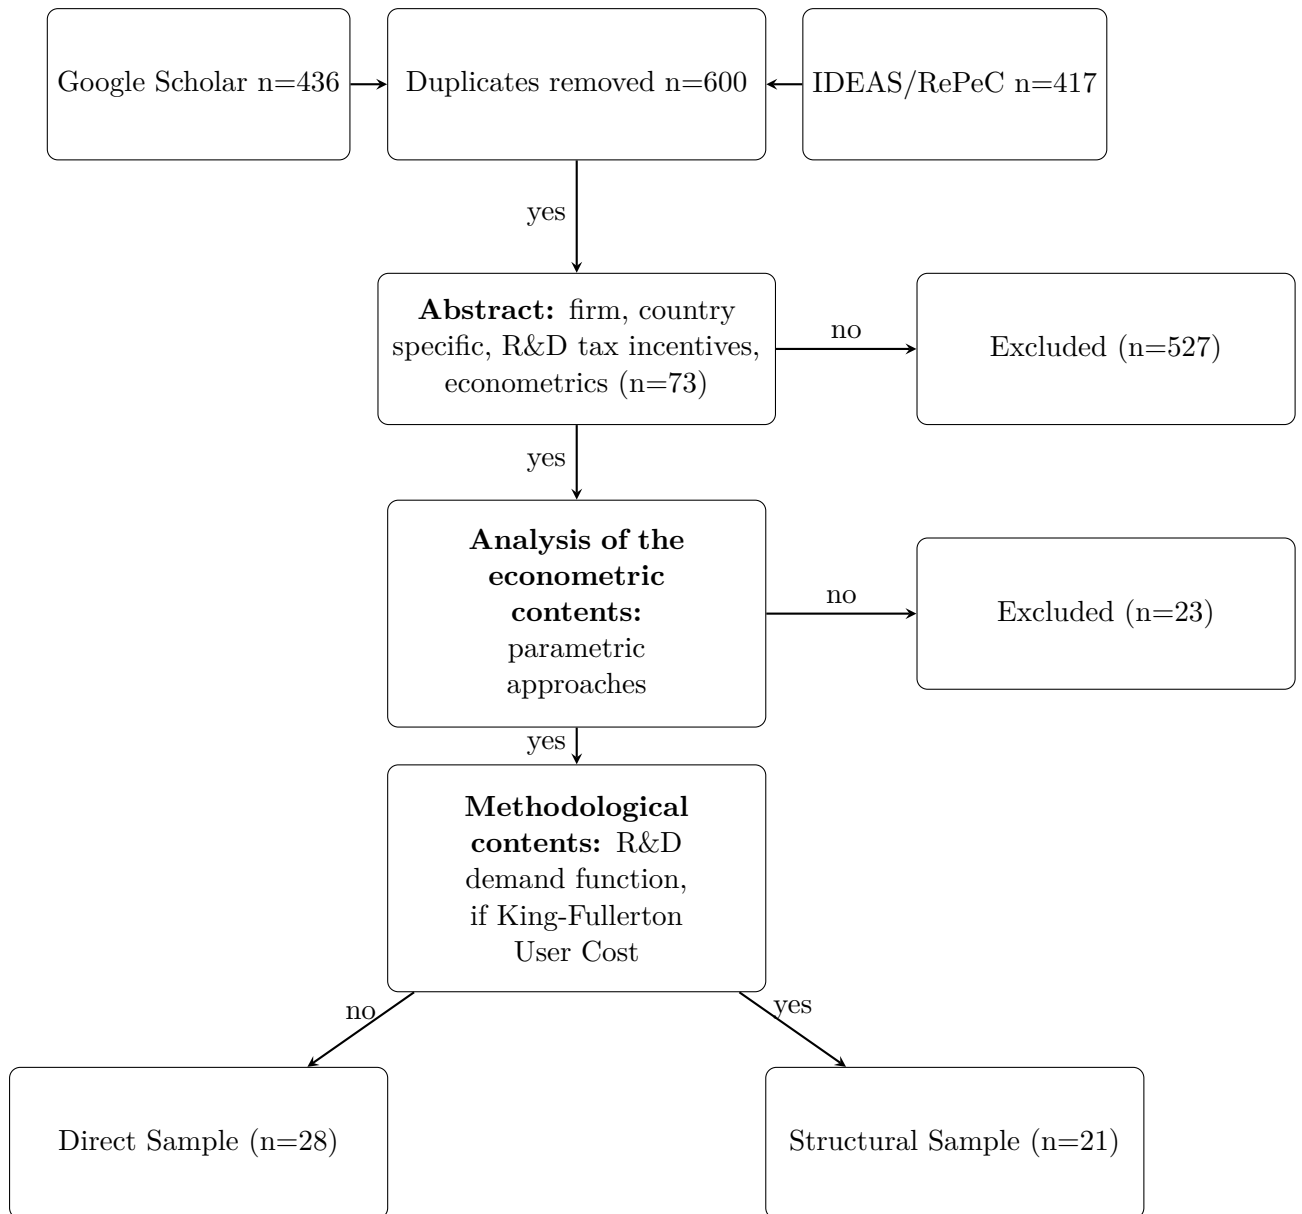 Google Scholar n=436
Duplicates removed n=600
IDEAS/RePeC n=417
yes
Abstract: firm, country
specific, R&D tax incentives,
econometrics (n=73)
no
Excluded (n=527)
yes
Analysis of the
econometric
contents:
parametric
approaches
no
Excluded (n=23)
yes
Methodological
contents: R&D
demand function,
if King-Fullerton
User Cost
no
yes
Direct Sample (n=28)
Structural Sample (n=21)